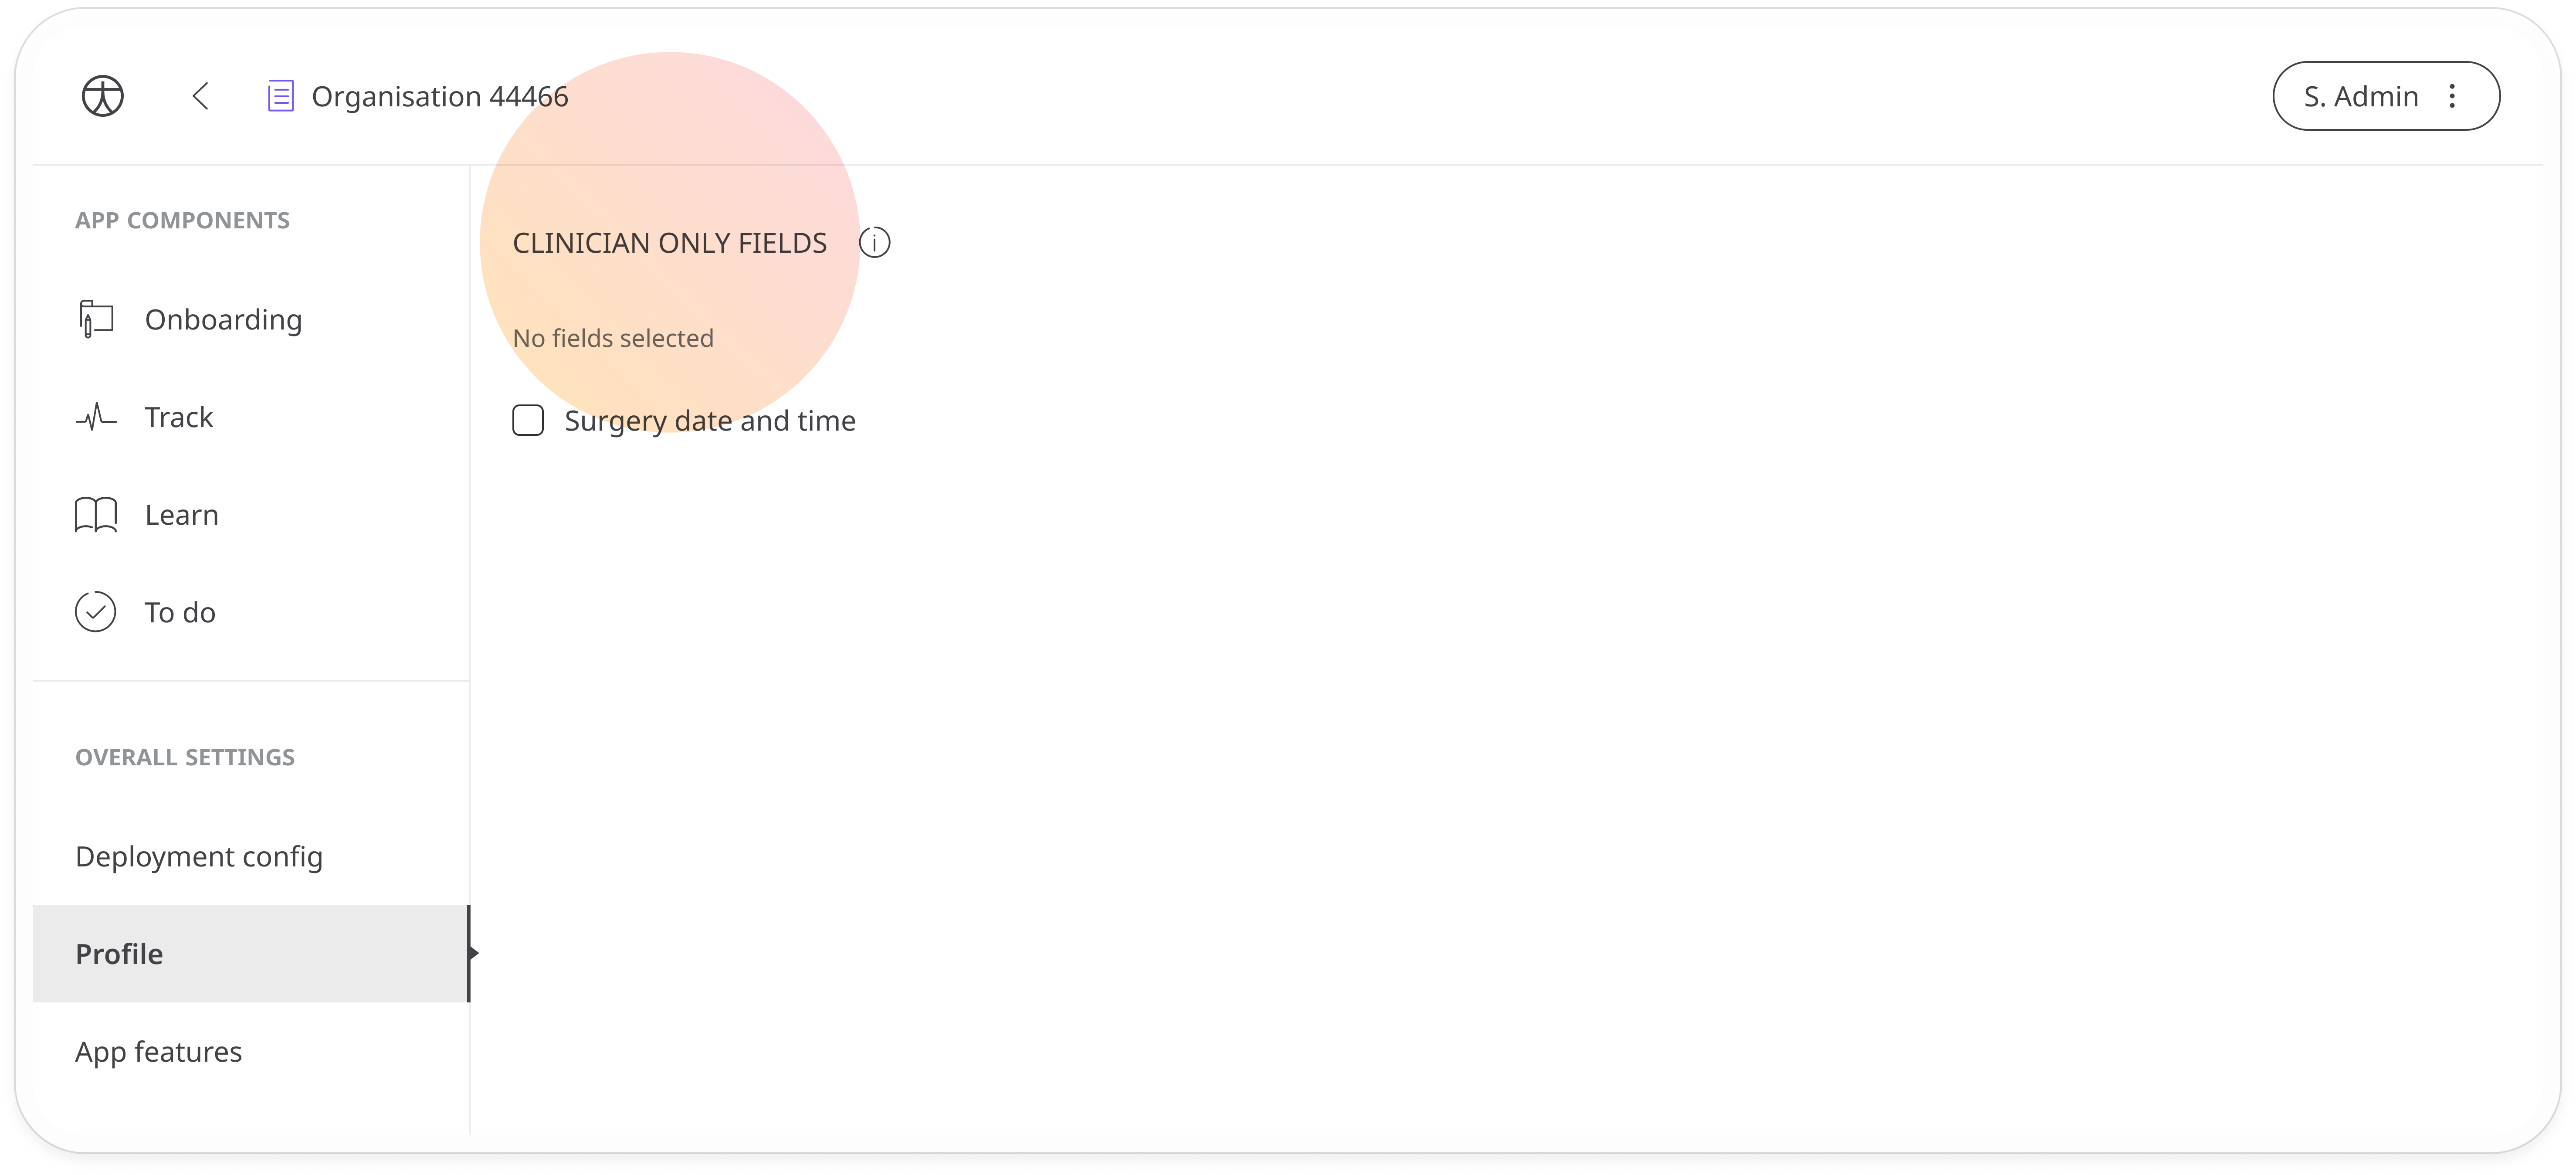 Organisation 44466
S. Admin
APP COMPONENTS
Onboarding
Track
Learn
To do
OVERALL SETTINGS
Deployment config
Profile
App features
CLINICIAN ONLY FIELDS
No fields selected
Surgery date and time